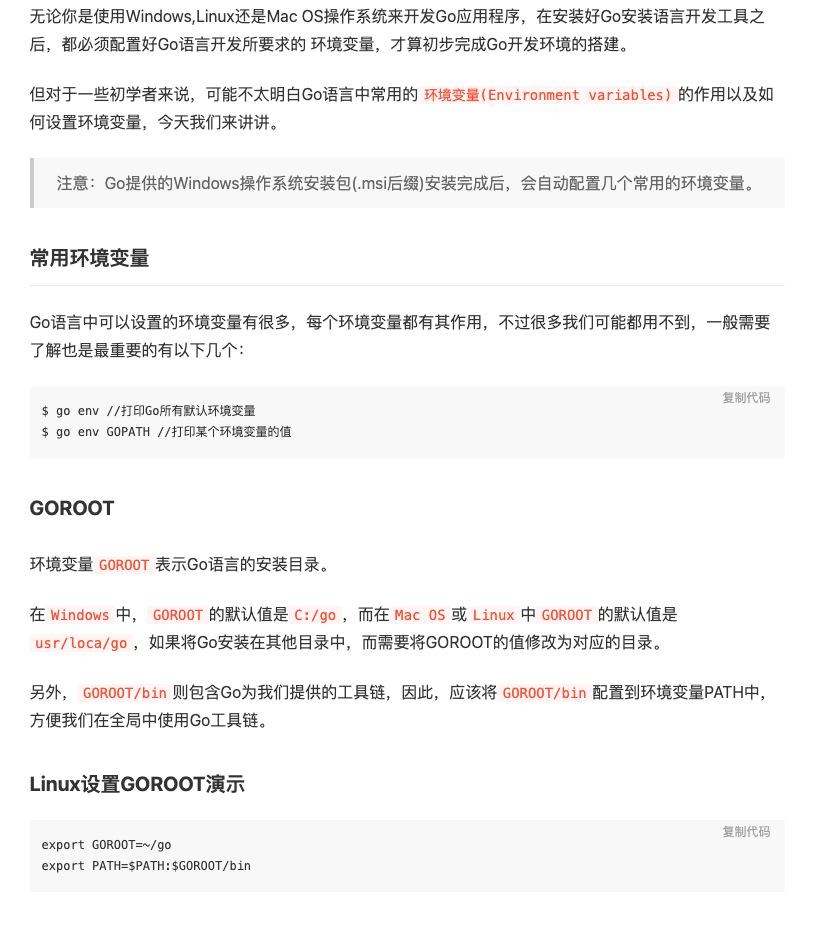 无论你是使用Windows,Linux还是Mac OS操作系统来开发Go应用程序，在安装好Go安装语言开发工具之
后，都必须配置好Go语言开发所要求的 环境变量，才算初步完成Go开发环境的搭建。
但对于一些初学者来说，可能不太明白Go语言中常用的 环境变量(Environment variables) 的作用以及如
何设置环境变量，今天我们来讲讲。
注意：Go提供的Windows操作系统安装包(.msi后缀)安装完成后，会自动配置几个常用的环境变量。
常用环境变量
Go语言中可以设置的环境变量有很多，每个环境变量都有其作用，不过很多我们可能都用不到，一般需要
了解也是最重要的有以下几个：
复制代码
$ go env //打印Go所有默认环境变量
$ go env GOPATH //打印某个环境变量的值
GOROOT
环境变量 GOROOT 表示Go语言的安装目录。
在 Windows 中， GOROOT 的默认值是 C:/go ，而在 Mac OS 或 Linux 中 GOROOT 的默认值是
usr/loca/go ，如果将Go安装在其他目录中，而需要将GOROOT的值修改为对应的目录。
另外， GOROOT/bin 则包含Go为我们提供的工具链，因此，应该将 GOROOT/bin 配置到环境变量PATH中，
方便我们在全局中使用Go工具链。
Linux设置GOROOT演示
复制代码
export GOROOT=~/go
export PATH=$PATH:$GOROOT/bin